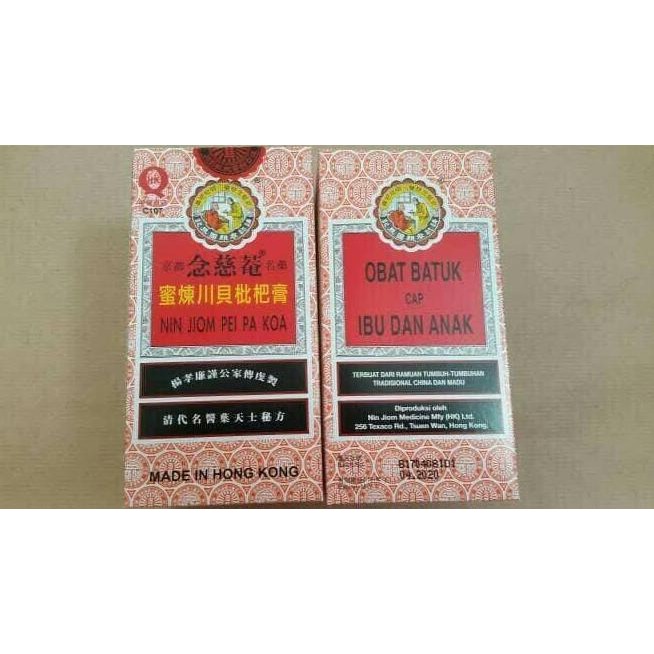 C107
京都念慈菴名藥
蜜煉川貝枇杷膏
NIN JIOM PEI PA KOA
楊孝廉謹公家傳虔製
清代名醫葉天士秘方
MADE IN HONG KONG
OBAT BATUK
CAP
IBU DAN ANAK
TERBUAT DARI RAMUAN TUMBUH-TUMBUHAN
TRADISIONAL CHINA DAN MADU
Diproduksi oleh
Nin Jiom Medicine Mfy (HK) Ltd.
256 Texaco Rd., Tsuen Wan, Hong Kong.
04.2020